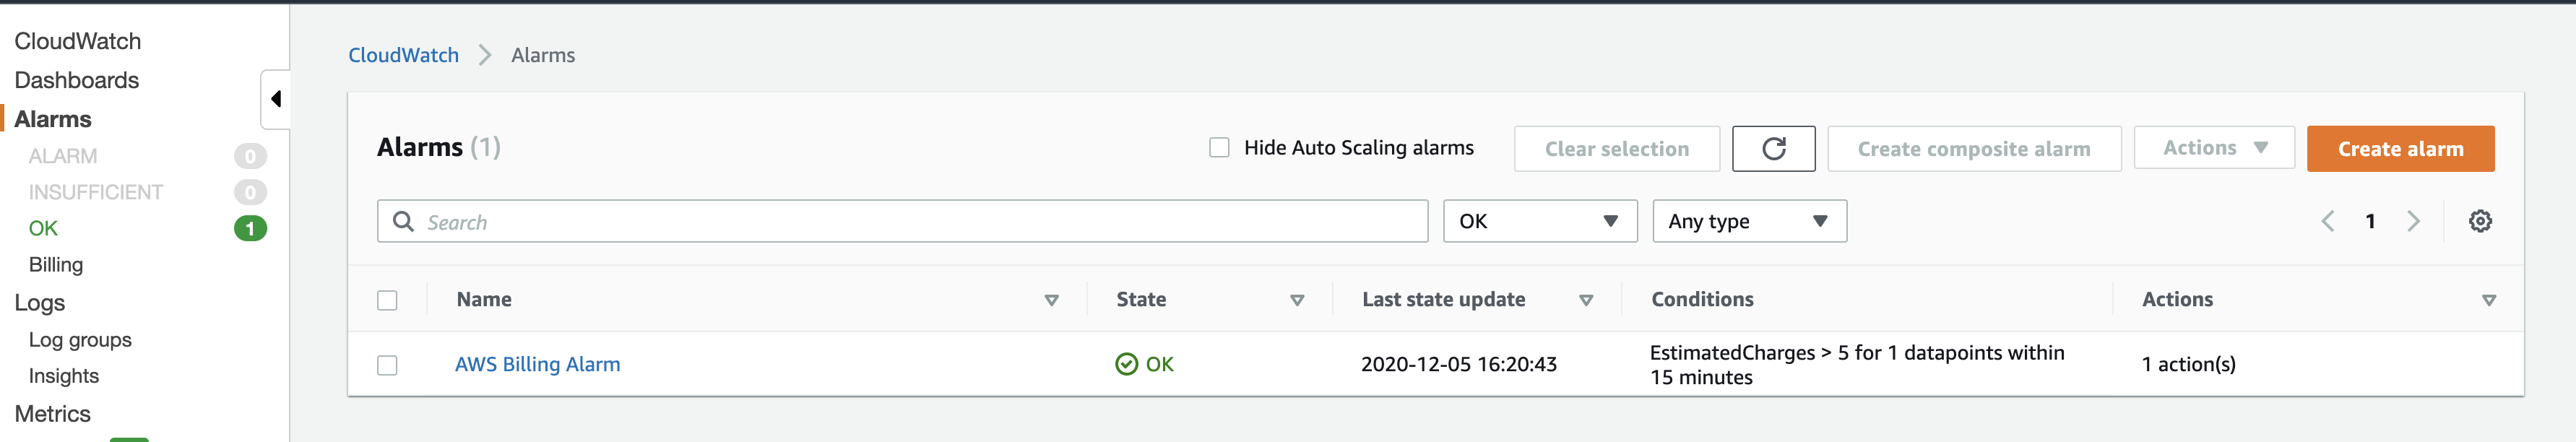 CloudWatch
Dashboards
Alarms
ALARM 0
INSUFFICIENT 0
OK 1
Billing
Logs
Log groups
Insights
Metrics
CloudWatch Alarms
Alarms (1)
Hide Auto Scaling alarms
Clear selection
Create composite alarm
Actions
Create alarm
Search
OK
Any type
1
Name State Last state update Conditions Actions
AWS Billing Alarm OK 2020-12-05 16:20:43 EstimatedCharges > 5 for 1 datapoints within
15 minutes
1 action(s)